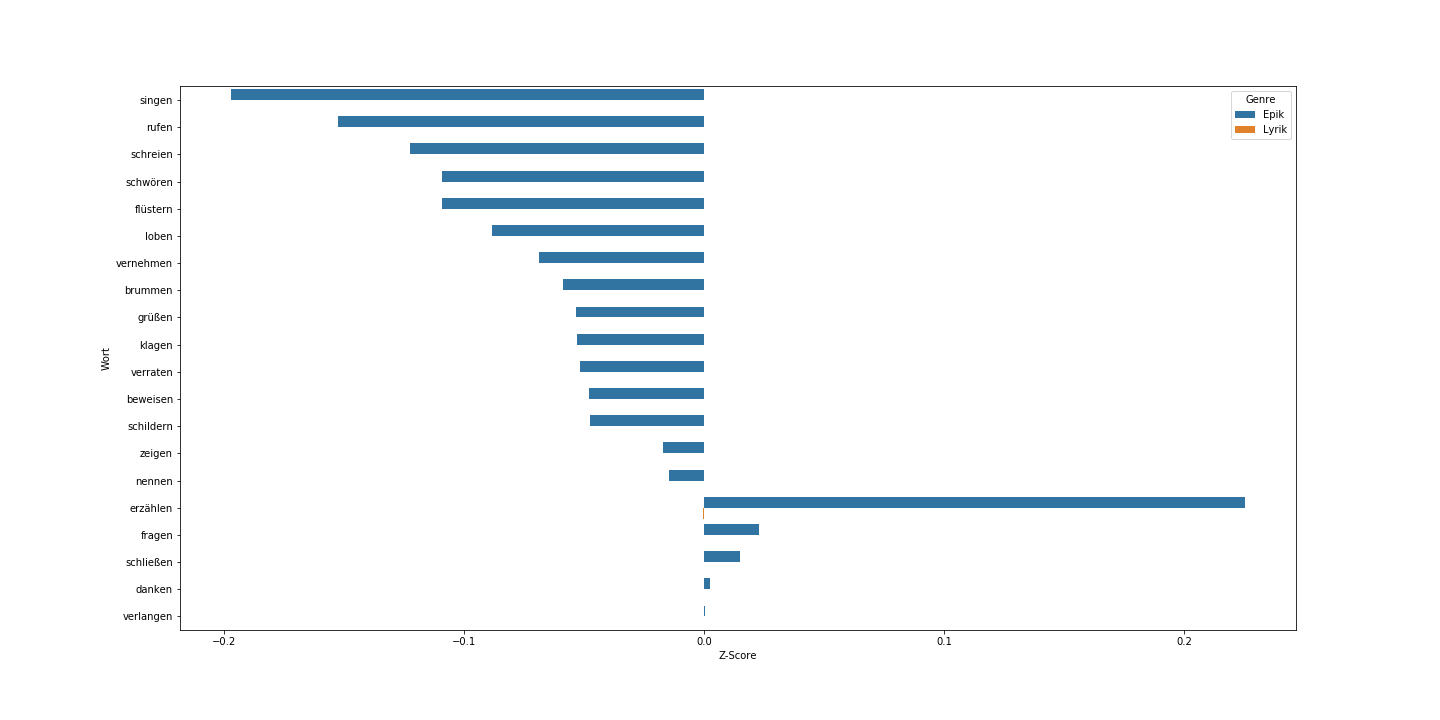 singen
rufen
schreien
schwören
flüstern
loben
vernehmen
brummen
grüßen
klagen
verraten
beweisen
schildern
zeigen
nennen
erzählen
fragen
schließen
danken
verlangen
Wort
−0.2 −0.1 0.0 0.1 0.2
Z-Score
Genre
Epik
Lyrik